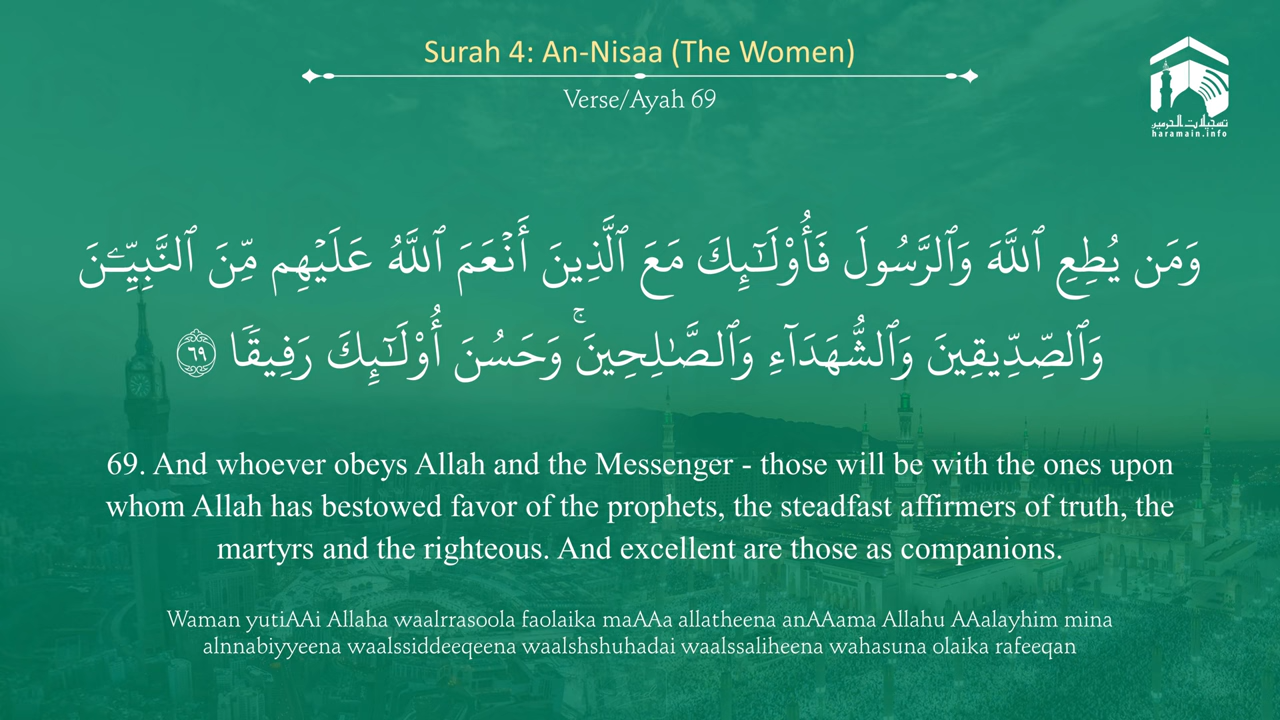 Surah 4: An-Nisaa (The Women)
Verse/Ayah 69
تسجيلات الحرمين
haramain.info
وَمَن يُطِعِ ٱللَّهَ وَٱلرَّسُولَ فَأُو۟لَـٰٓئِكَ مَعَ ٱلَّذِينَ أَنْعَمَ ٱللَّهُ عَلَيْهِم مِّنَ ٱلنَّبِيِّـۧنَ
وَٱلصِّدِّيقِينَ وَٱلشُّهَدَآءِ وَٱلصَّـٰلِحِينَ ۚ وَحَسُنَ أُو۟لَـٰٓئِكَ رَفِيقًا ٦٩
69. And whoever obeys Allah and the Messenger - those will be with the ones upon
whom Allah has bestowed favor of the prophets, the steadfast affirmers of truth, the
martyrs and the righteous. And excellent are those as companions.
Waman yutiAAi Allaha waalrrasoola faolaika maAAa allatheena anAAama Allahu AAalayhim mina
alnnabiyyeena waalssiddeeqeena waalshshuhadai waalssaliheena wahasuna olaika rafeeqan